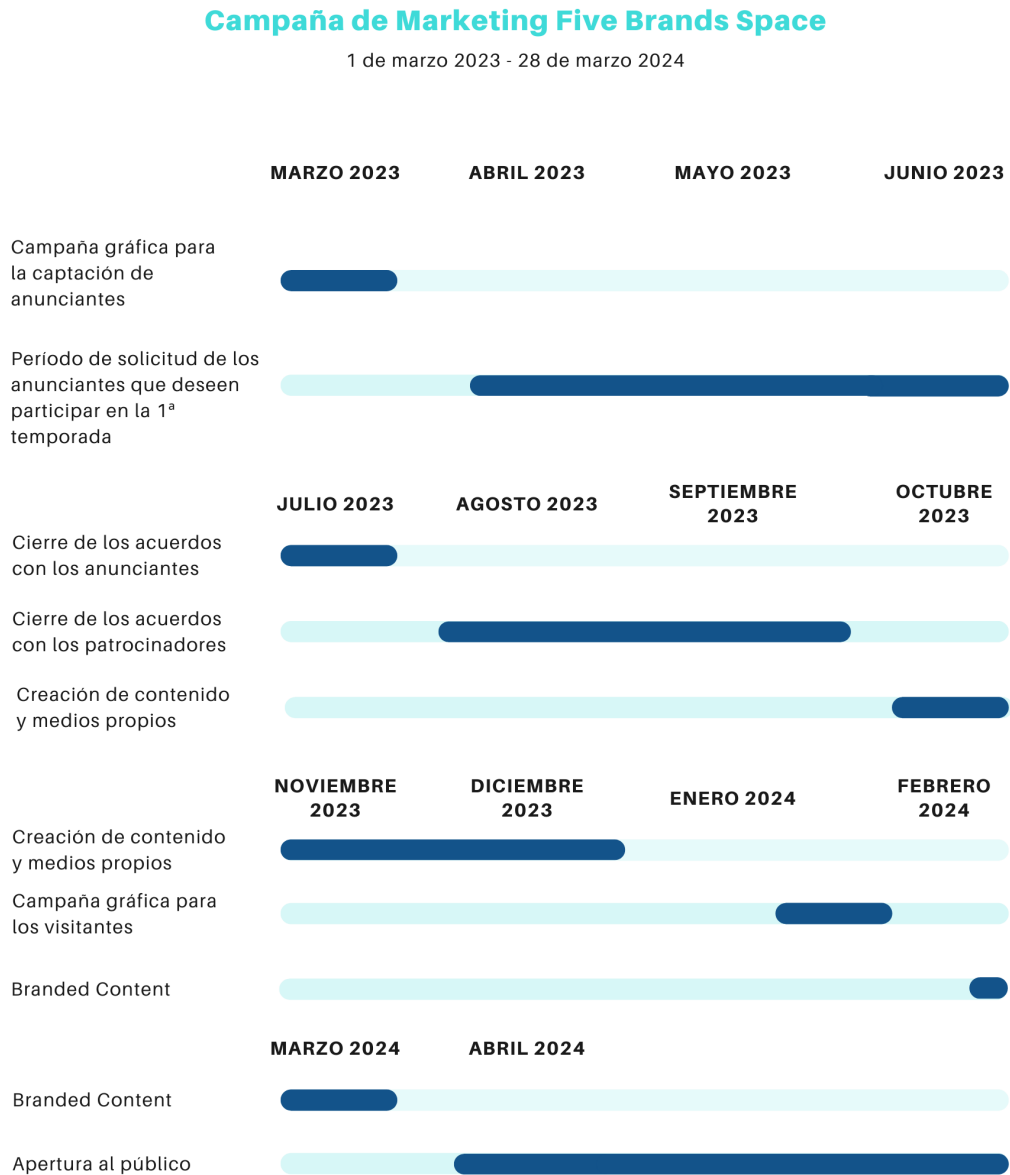 Campaña de Marketing Five Brands Space
1 de marzo 2023 - 28 de marzo 2024
MARZO 2023 ABRIL 2023 MAYO 2023 JUNIO 2023
Campaña gráfica para
la captación de
anunciantes
Período de solicitud de los
anunciantes que deseen
participar en la 1ª
temporada
JULIO 2023 AGOSTO 2023 SEPTIEMBRE
2023 OCTUBRE
2023
Cierre de los acuerdos
con los anunciantes
Cierre de los acuerdos
con los patrocinadores
Creación de contenido
y medios propios
NOVIEMBRE
2023 DICIEMBRE
2023 ENERO 2024 FEBRERO
2024
Creación de contenido
y medios propios
Campaña gráfica para
los visitantes
Branded Content
MARZO 2024 ABRIL 2024
Branded Content
Apertura al público